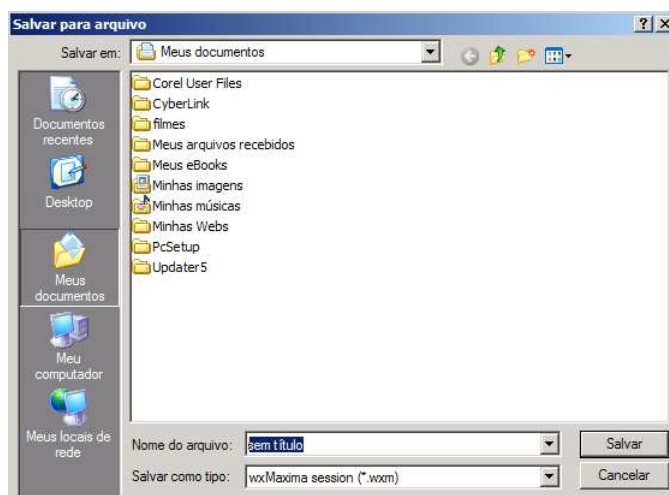 Salvar para arquivo
Salvar em:
Meus documentos
Documentos
recentes
Desktop
Meus
documentos
Meu
computador
Meus locais de
rede
Corel User Files
CyberLink
filmes
Meus arquivos recebidos
Meus eBooks
Minhas imagens
Minhas músicas
Minhas Webs
PcSetup
Updater5
Nome do arquivo:
sem título
Salvar
Salvar como tipo:
wxMaxima session (*.wxm)
Cancelar